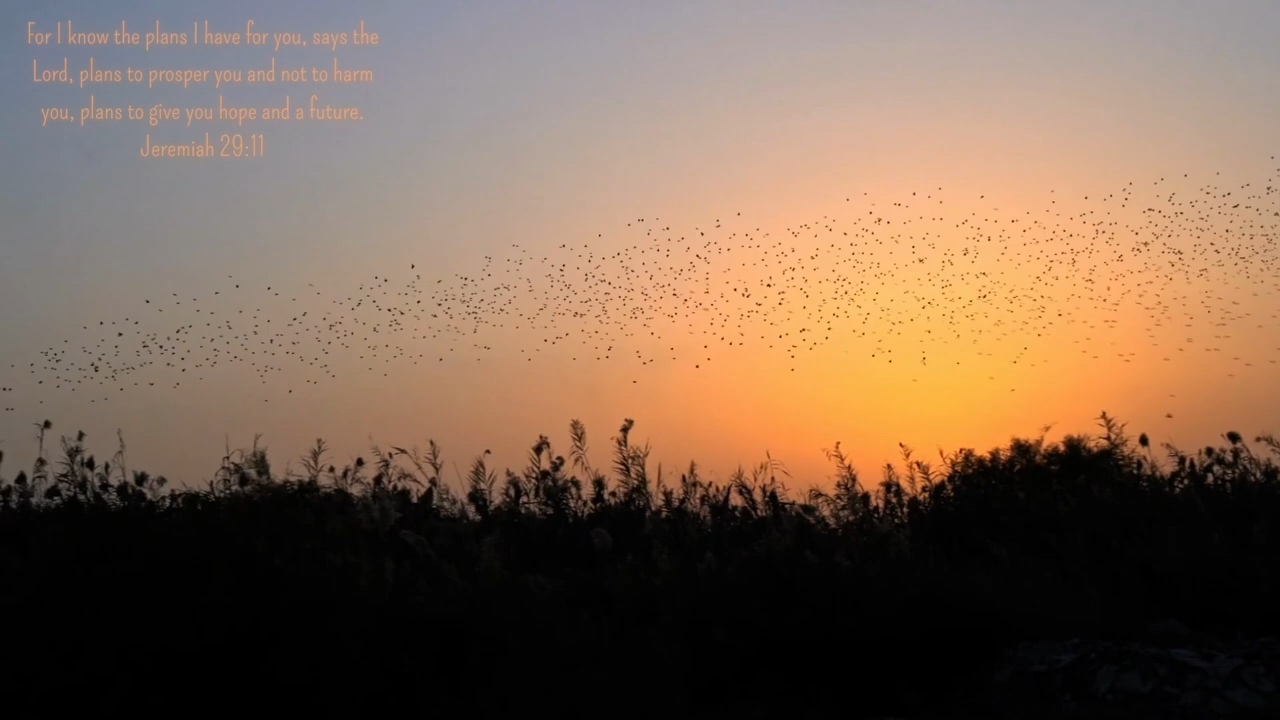 For I know the plans I have for you, says the
Lord, plans to prosper you and not to harm
you, plans to give you hope and a future.
Jeremiah 29:11